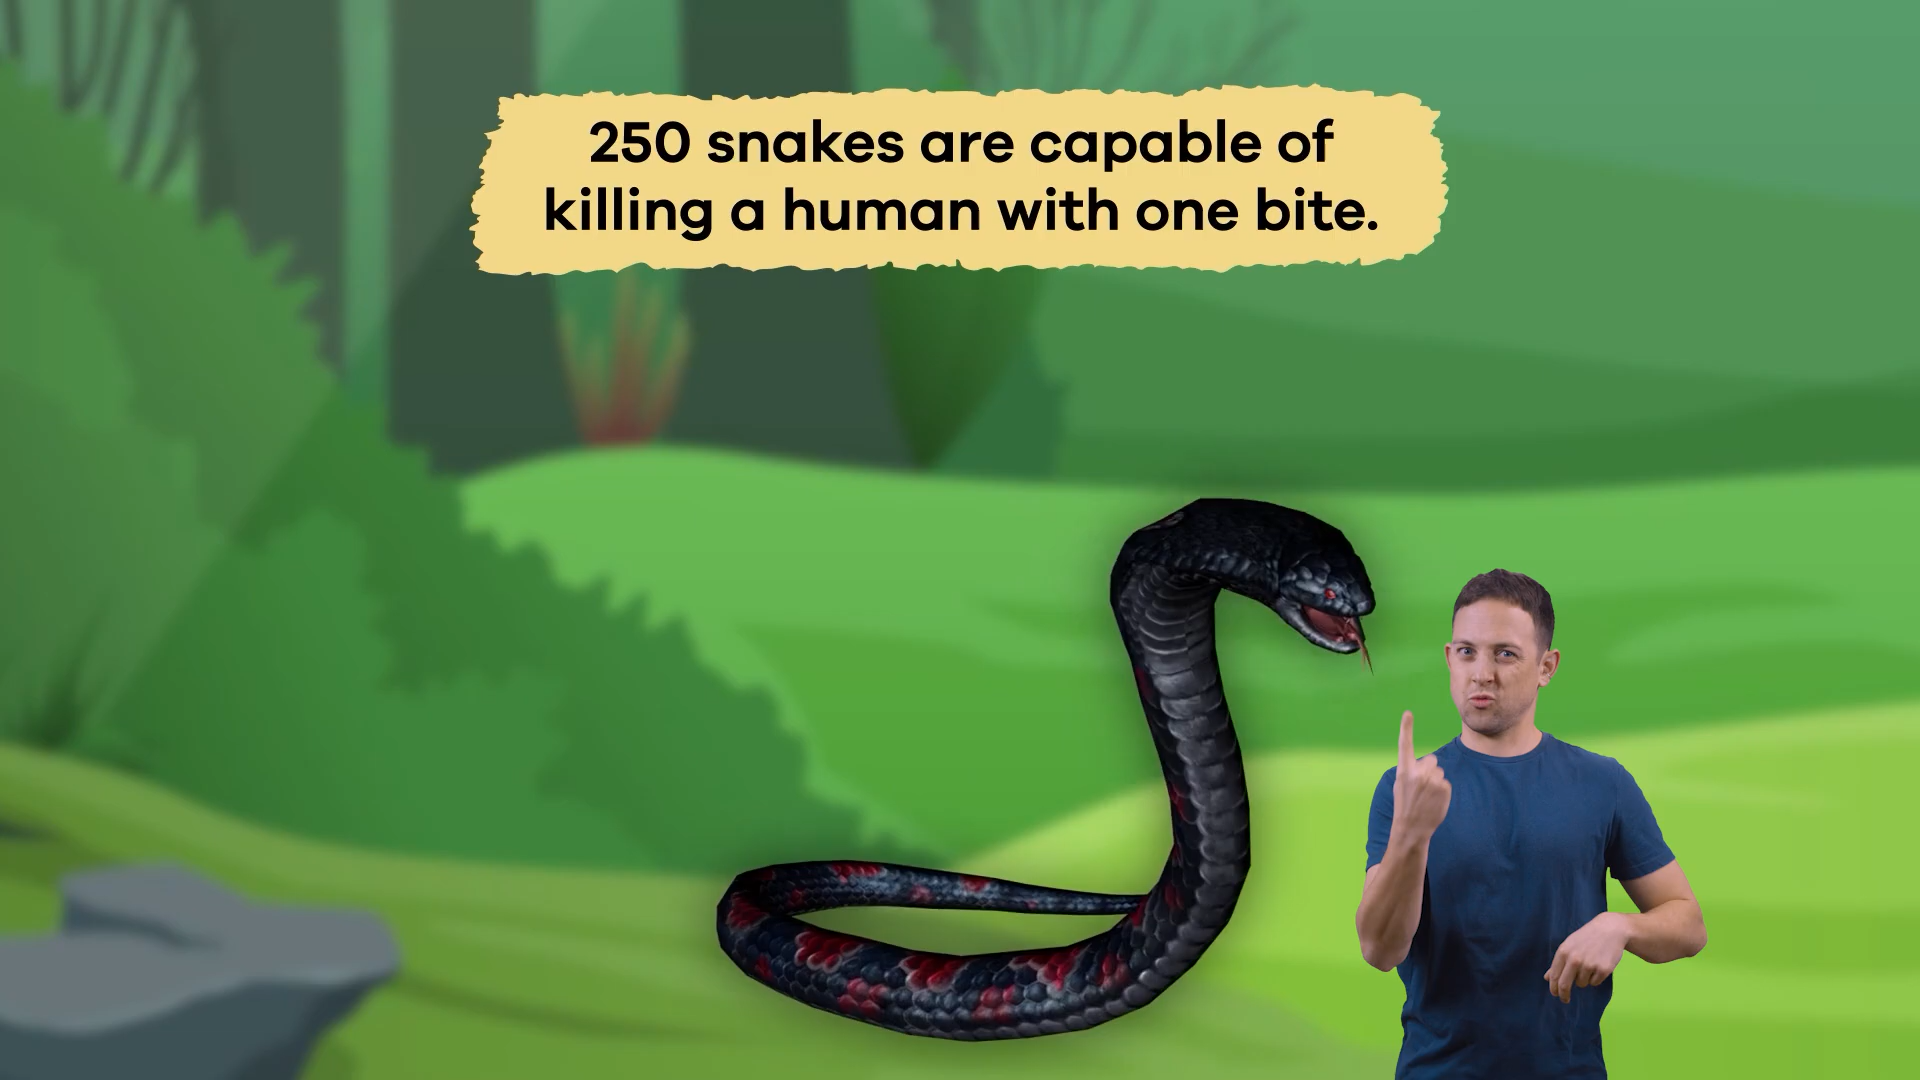 250 snakes are capable of
killing a human with one bite.